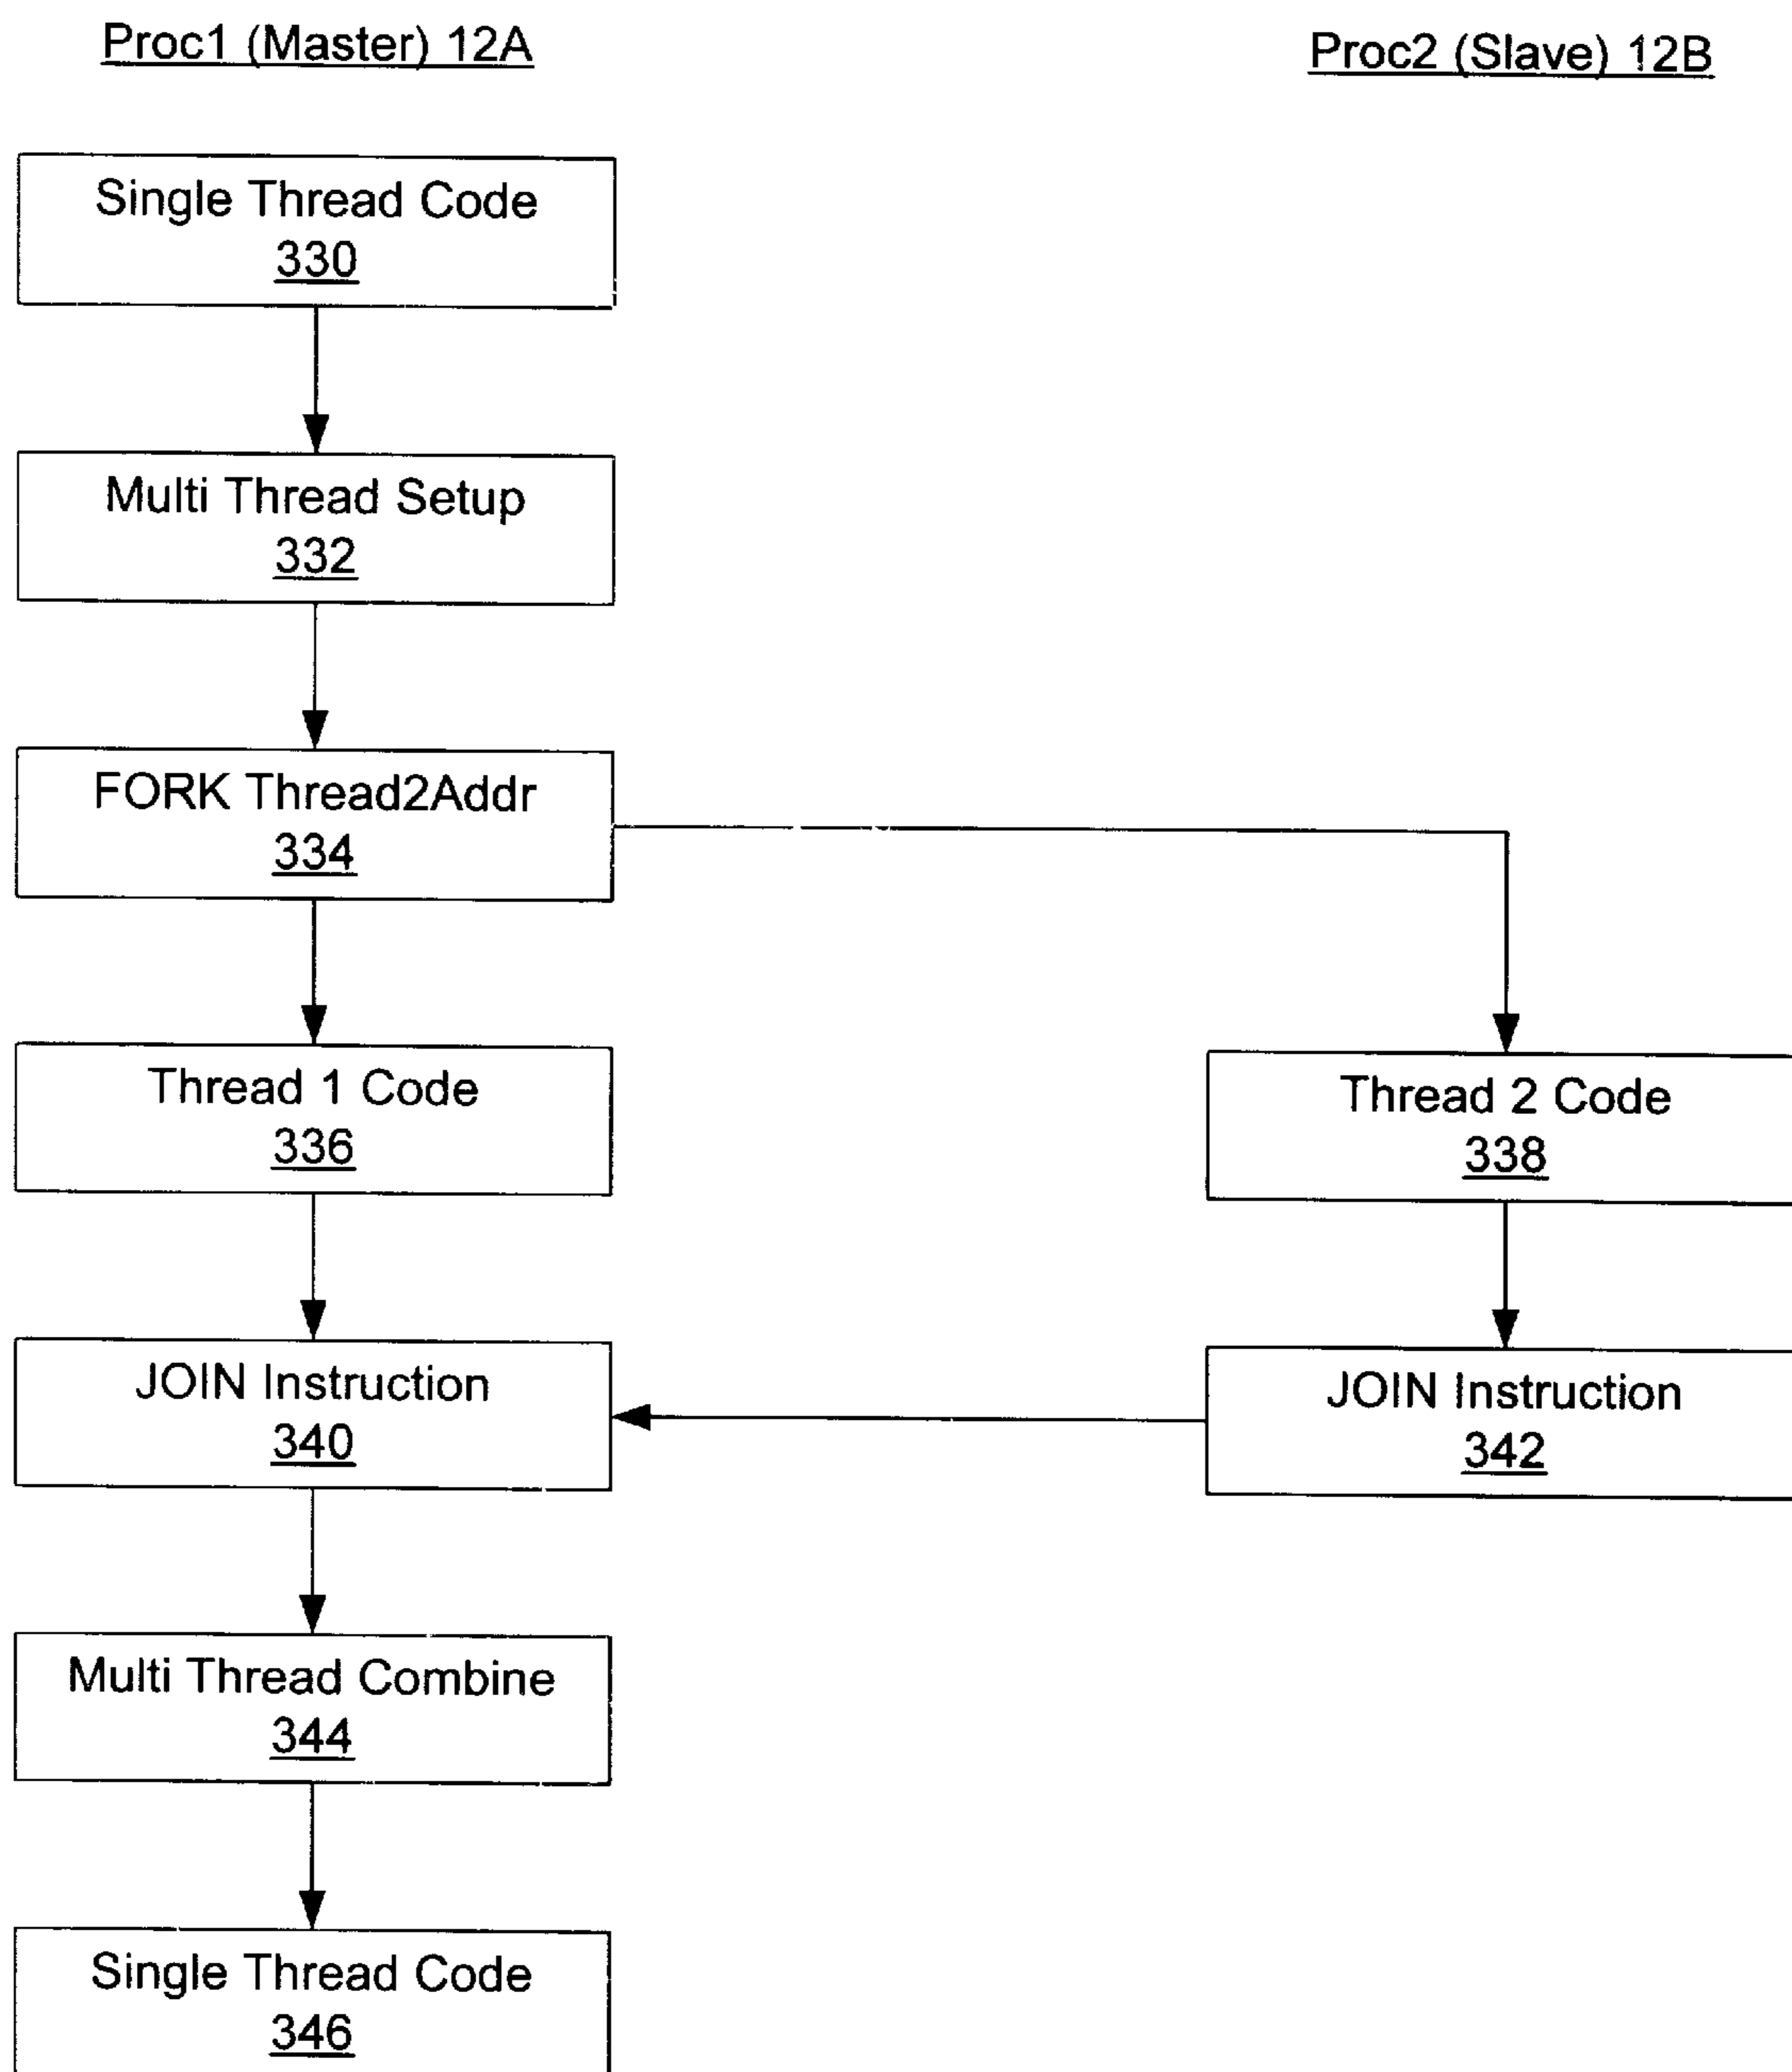 Proc1 (Master) 12A
Proc2 (Slave) 12B
Single Thread Code
330
Multi Thread Setup
332
FORK Thread2Addr
334
Thread 1 Code
336
Thread 2 Code
338
JOIN Instruction
340
JOIN Instruction
342
Multi Thread Combine
344
Single Thread Code
346